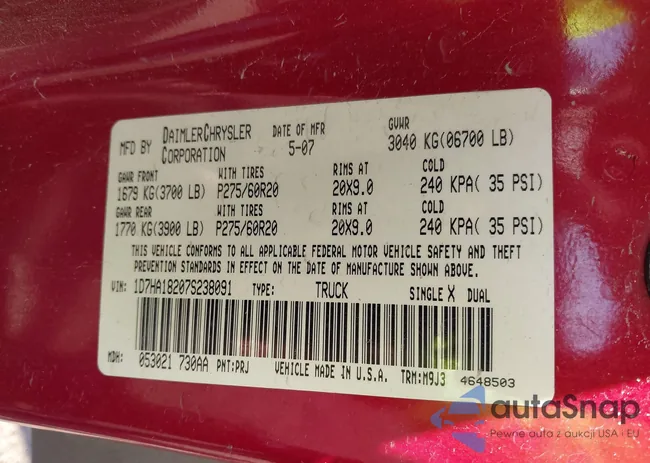 MFD BY DAIMLERCHRYSLER CORPORATION DATE OF MFR 5-07 GVWR 3040 KG(06700 LB)
GAWR FRONT WITH TIRES RIMS AT COLD
1679 KG(3700 LB) P275/60R20 20X9.0 240 KPA( 35 PSI)
GAWR REAR WITH TIRES RIMS AT COLD
1770 KG(3900 LB) P275/60R20 20X9.0 240 KPA( 35 PSI)
THIS VEHICLE CONFORMS TO ALL APPLICABLE FEDERAL MOTOR VEHICLE SAFETY AND THEFT
PREVENTION STANDARDS IN EFFECT ON THE DATE OF MANUFACTURE SHOWN ABOVE.
VIN: 1D7HA18207S238091 TYPE: TRUCK SINGLE X DUAL
MDH: 053021 730AA PNT:PRJ VEHICLE MADE IN U.S.A. TRM:M9J3 4648503
autaSnap
Pewne auta z aukcji USA i EU